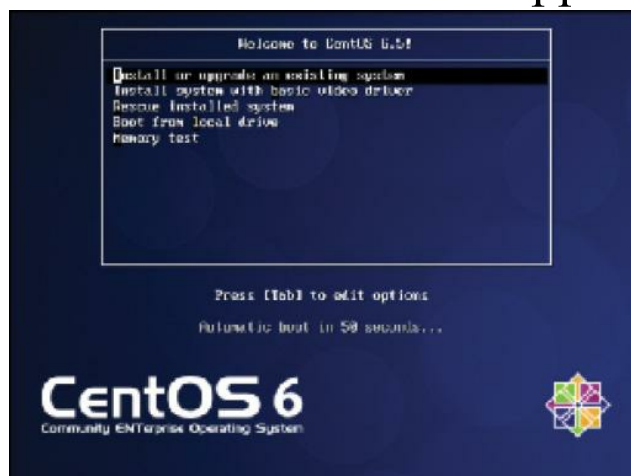 Welcome to CentOS 6.5!
Install or upgrade an existing system
Install system with basic video driver
Rescue installed system
Boot from local drive
Memory test
Press [Tab] to edit options
Automatic boot in 50 seconds...
CentOS 6
Community ENTerprise Operating System